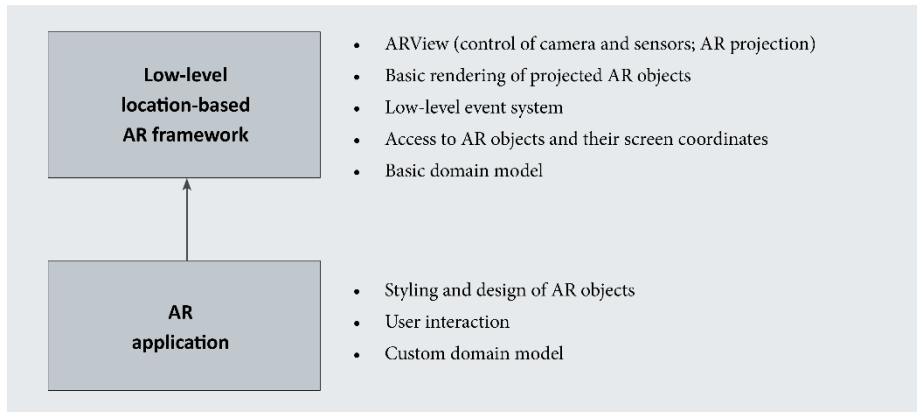 Low-level
location-based
AR framework
• ARView (control of camera and sensors; AR projection)
• Basic rendering of projected AR objects
• Low-level event system
• Access to AR objects and their screen coordinates
• Basic domain model
AR
application
• Styling and design of AR objects
• User interaction
• Custom domain model